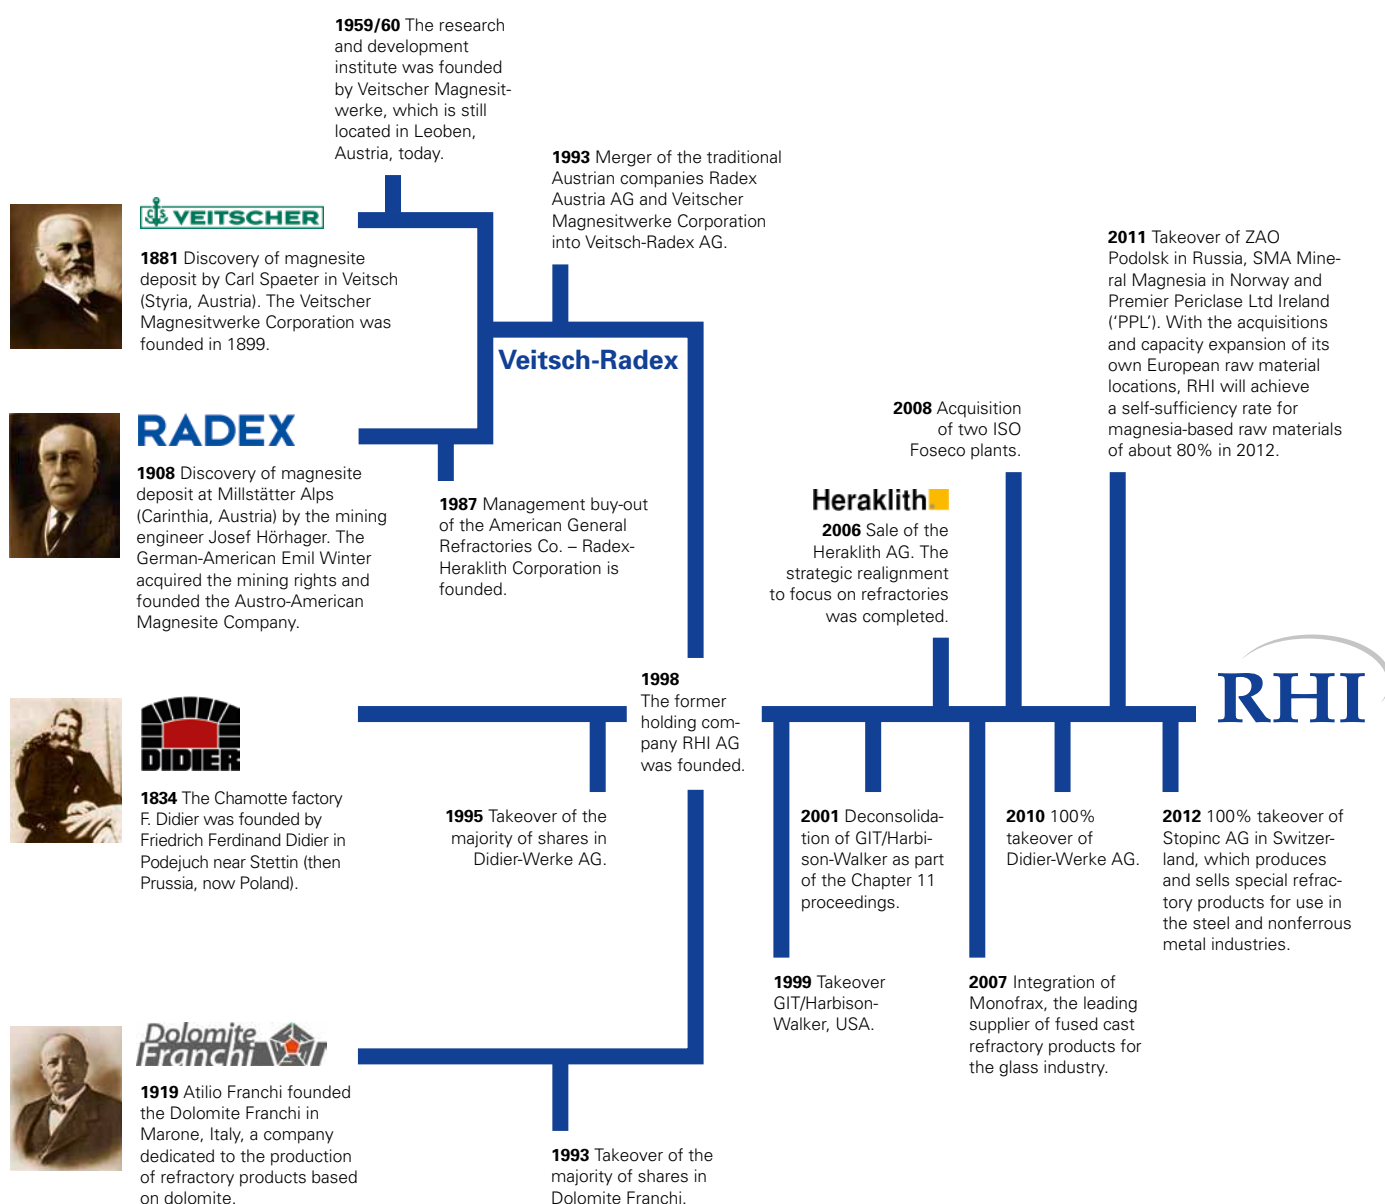 1959/60 The research
and development
institute was founded
by Veitscher Magnesit-
werke, which is still
located in Leoben,
Austria, today.
1993 Merger of the traditional
Austrian companies Radex
Austria AG and Veitscher
Magnesitwerke Corporation
into Veitsch-Radex AG.
C S VEITSCHER
1881 Discovery of magnesite
deposit by Carl Spaeter in Veitsch
(Styria, Austria). The Veitscher
Magnesitwerke Corporation was
founded in 1899.
2011 Takeover of ZAO
Podolsk in Russia, SMA Mine-
ral Magnesia in Norway and
Premier Periclase Ltd Ireland
(‘PPL’). With the acquisitions
and capacity expansion of its
own European raw material
locations, RHI will achieve
a self-sufficiency rate for
magnesia-based raw materials
of about 80% in 2012.
Veitsch-Radex
RADEX
1908 Discovery of magnesite
deposit at Millstätter Alps
(Carinthia, Austria) by the mining
engineer Josef Hörhager. The
German-American Emil Winter
acquired the mining rights and
founded the Austro-American
Magnesite Company.
1987 Management buy-out
of the American General
Refractories Co. – Radex-
Heraklith Corporation is
founded.
2008 Acquisition
of two ISO
Foseco plants.
Heraklith
2006 Sale of the
Heraklith AG. The
strategic realignment
to focus on refractories
was completed.
RHI
1998
The former
holding com-
pany RHI AG
was founded.
DIDIER
1834 The Chamotte factory
F. Didier was founded by
Friedrich Ferdinand Didier in
Podejuch near Stettin (then
Prussia, now Poland).
1995 Takeover of the
majority of shares in
Didier-Werke AG.
2001 Deconsolida-
tion of GIT/Harbi-
son-Walker as part
of the Chapter 11
proceedings.
2010 100%
takeover of
Didier-Werke AG.
2012 100% takeover of
Stopinc AG in Switzer-
land, which produces
and sells special refrac-
tory products for use in
the steel and nonferrous
metal industries.
1999 Takeover
GIT/Harbison-
Walker, USA.
2007 Integration of
Monofrax, the leading
supplier of fused cast
refractory products for
the glass industry.
Dolomite
Franchi
1919 Atilio Franchi founded
the Dolomite Franchi in
Marone, Italy, a company
dedicated to the production
of refractory products based
on dolomite.
1993 Takeover of the
majority of shares in
Dolomite Franchi.